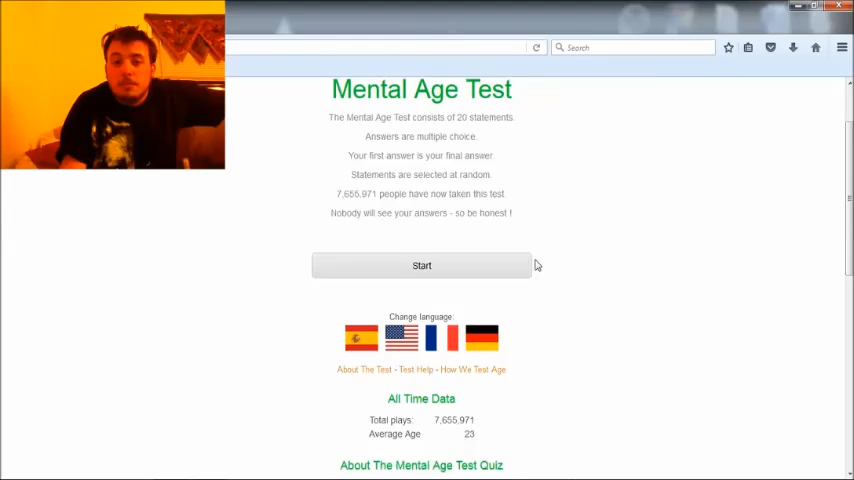 Search
Mental Age Test
The Mental Age Test consists of 20 statements.
Answers are multiple choice.
Your first answer is your final answer.
Statements are selected at random.
7,655,971 people have now taken this test.
Nobody will see your answers - so be honest !
Start
Change language:
About The Test - Test Help - How We Test Age
All Time Data
Total plays: 7,655,971
Average Age 23
About The Mental Age Test Quiz